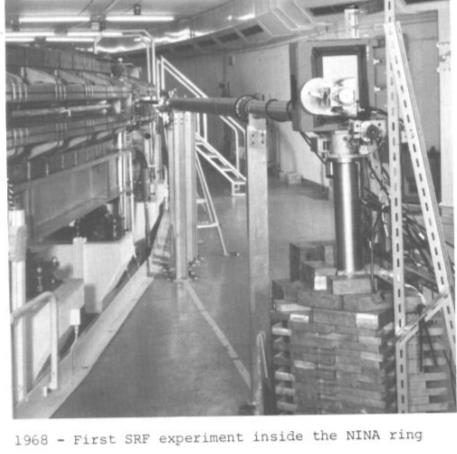 1968 - First SRF experiment inside the NINA ring